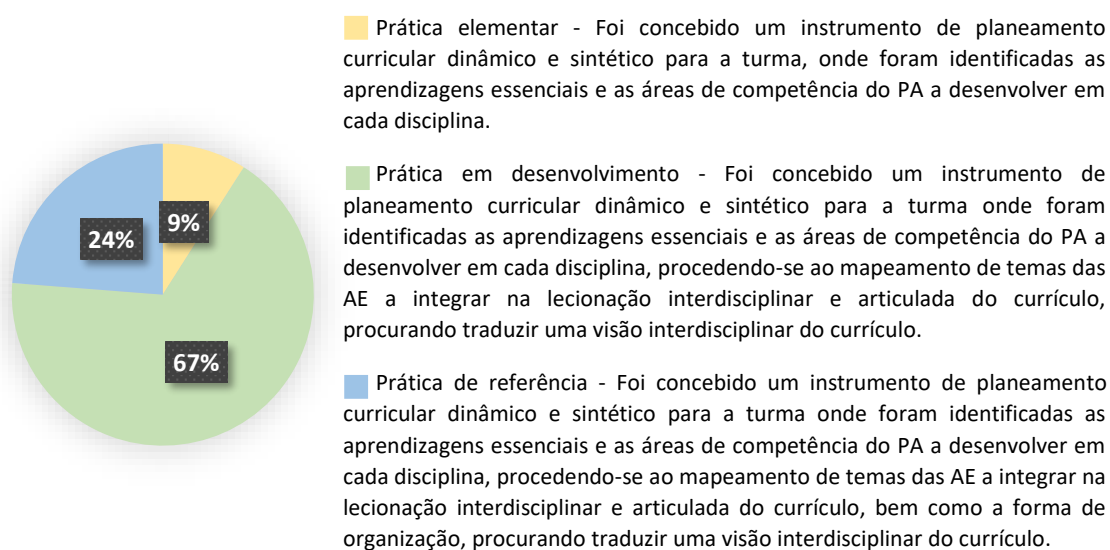 Prática elementar - Foi concebido um instrumento de planeamento
curricular dinâmico e sintético para a turma, onde foram identificadas as
aprendizagens essenciais e as áreas de competência do PA a desenvolver em
cada disciplina.
Prática em desenvolvimento - Foi concebido um instrumento de
planeamento curricular dinâmico e sintético para a turma onde foram
identificadas as aprendizagens essenciais e as áreas de competência do PA a
desenvolver em cada disciplina, procedendo-se ao mapeamento de temas das
AE a integrar na lecionação interdisciplinar e articulada do currículo,
procurando traduzir uma visão interdisciplinar do currículo.
Prática de referência - Foi concebido um instrumento de planeamento
curricular dinâmico e sintético para a turma onde foram identificadas as
aprendizagens essenciais e as áreas de competência do PA a desenvolver em
cada disciplina, procedendo-se ao mapeamento de temas das AE a integrar na
lecionação interdisciplinar e articulada do currículo, bem como a forma de
organização, procurando traduzir uma visão interdisciplinar do currículo.
9%
24%
67%